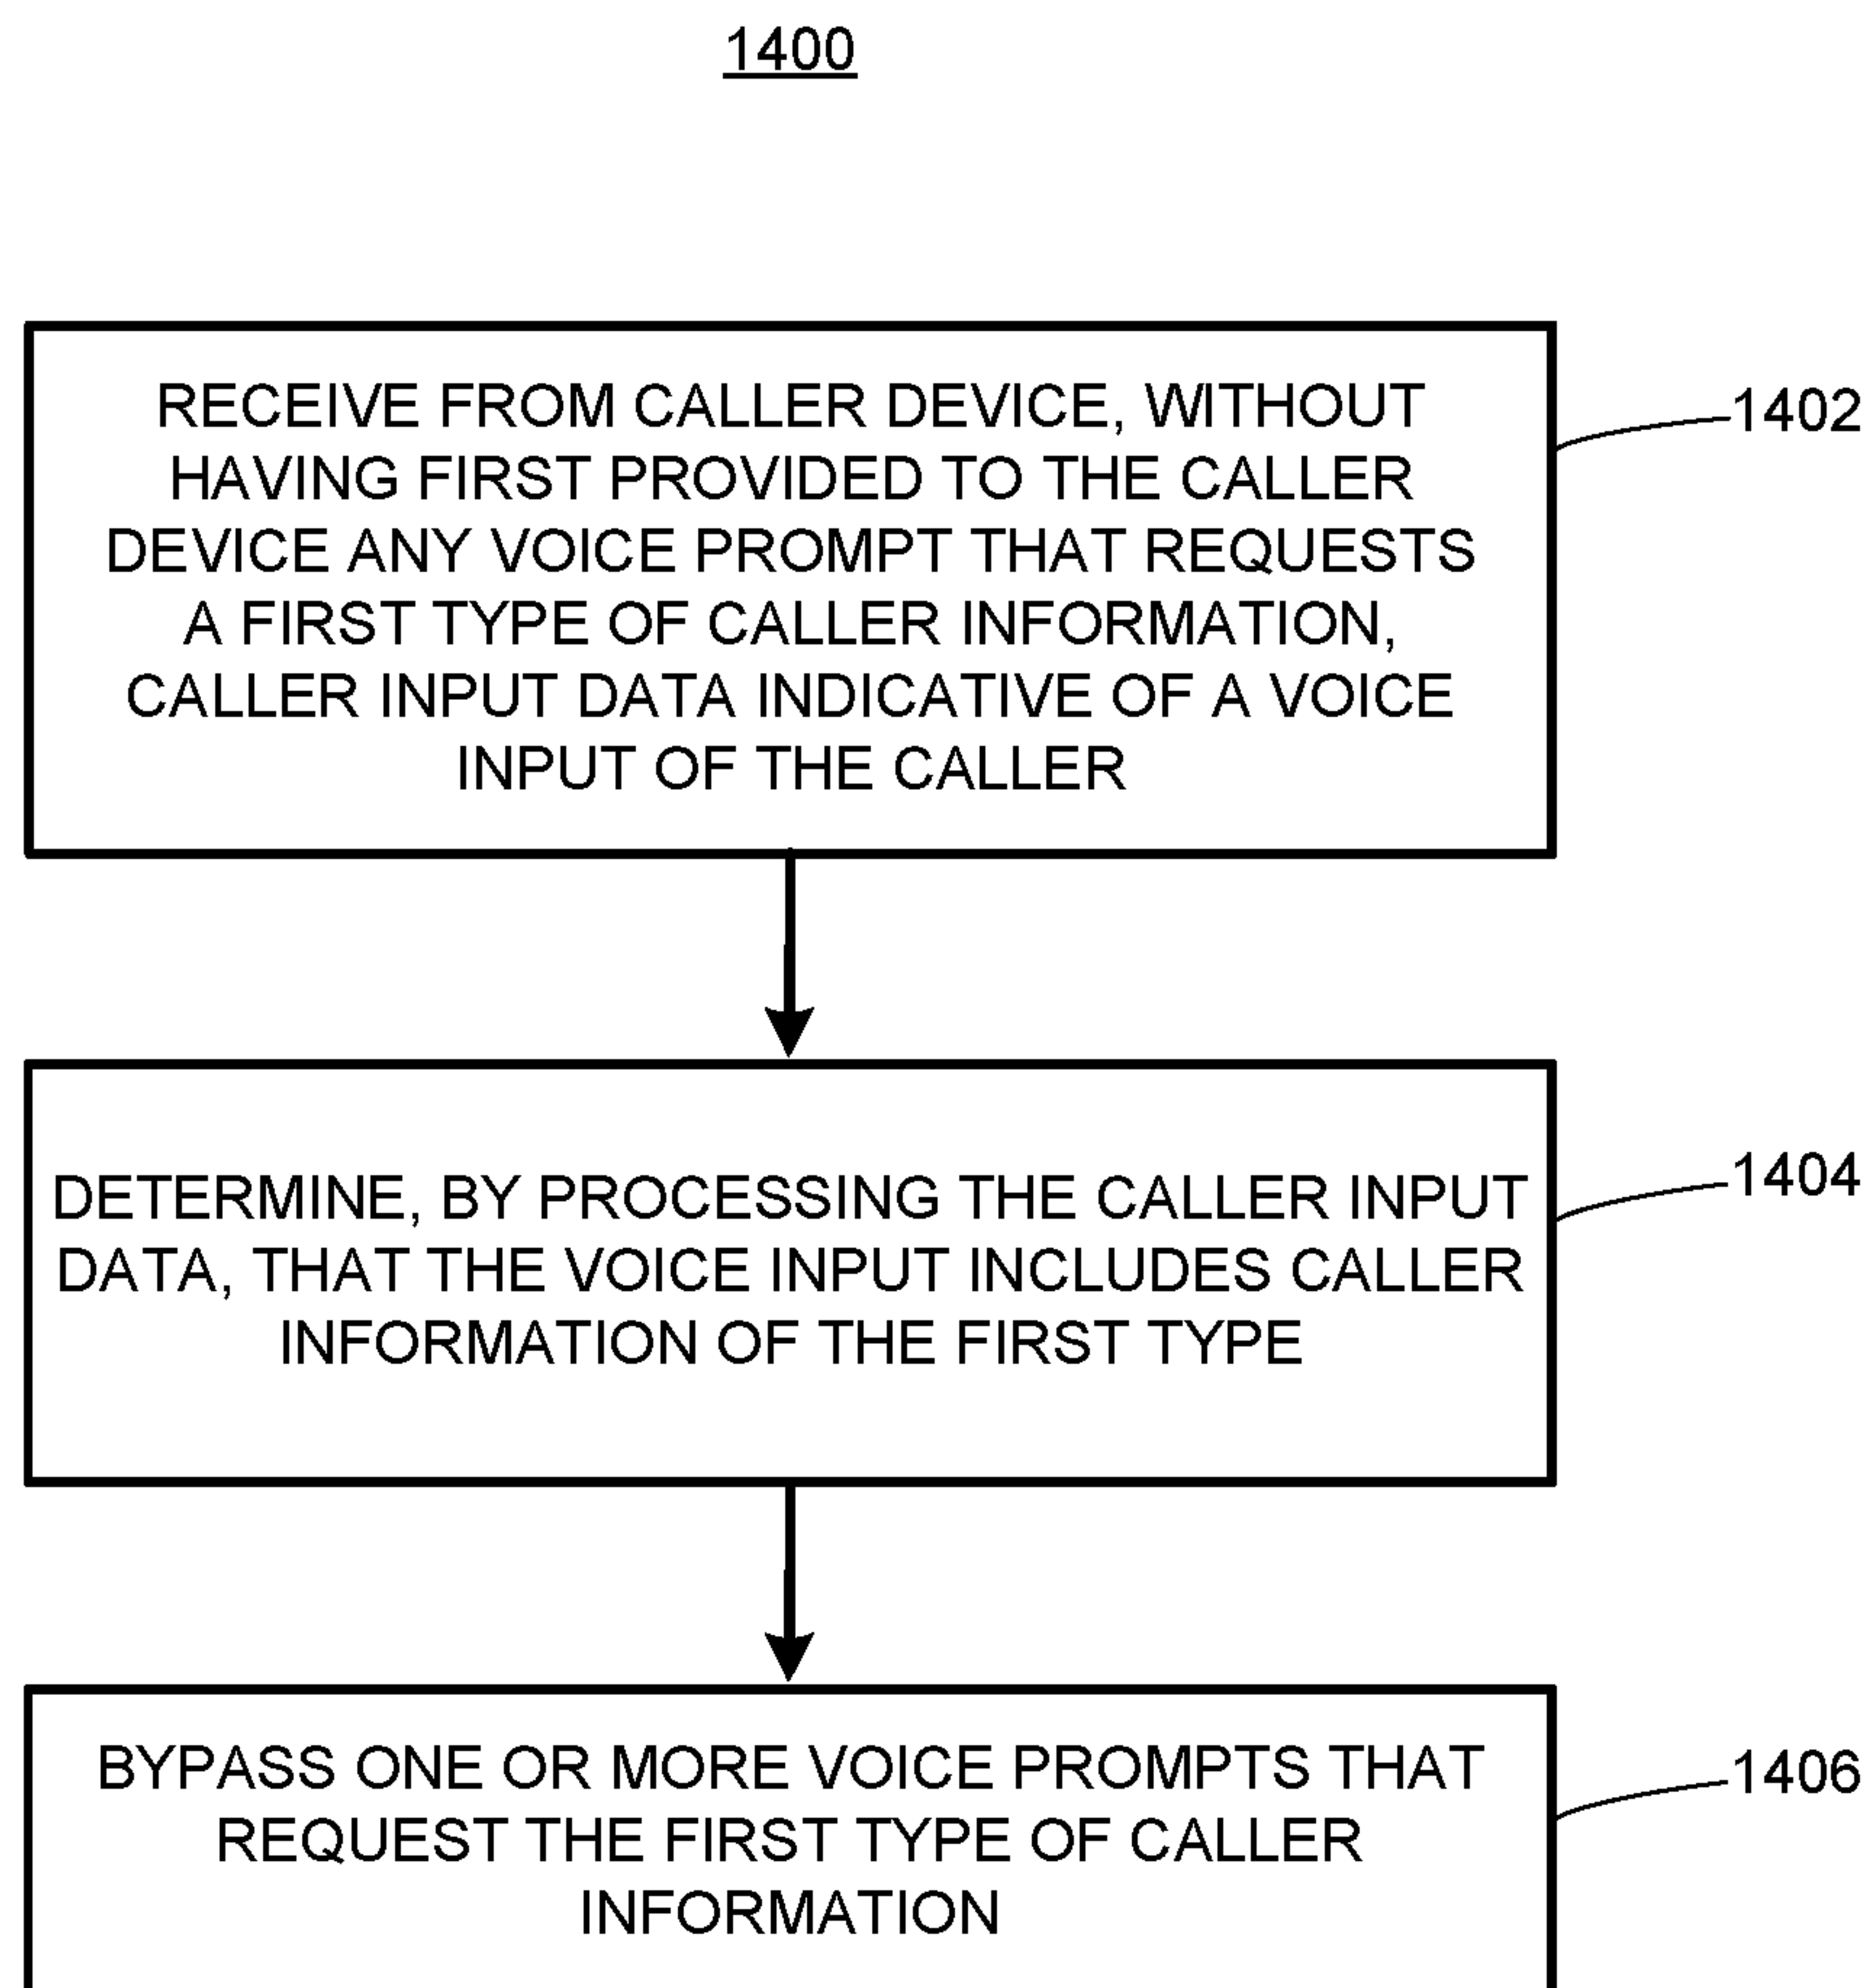 1400
RECEIVE FROM CALLER DEVICE, WITHOUT
HAVING FIRST PROVIDED TO THE CALLER
DEVICE ANY VOICE PROMPT THAT REQUESTS
A FIRST TYPE OF CALLER INFORMATION,
CALLER INPUT DATA INDICATIVE OF A VOICE
INPUT OF THE CALLER
1402
DETERMINE, BY PROCESSING THE CALLER INPUT
DATA, THAT THE VOICE INPUT INCLUDES CALLER
INFORMATION OF THE FIRST TYPE
1404
BYPASS ONE OR MORE VOICE PROMPTS THAT
REQUEST THE FIRST TYPE OF CALLER
INFORMATION
1406